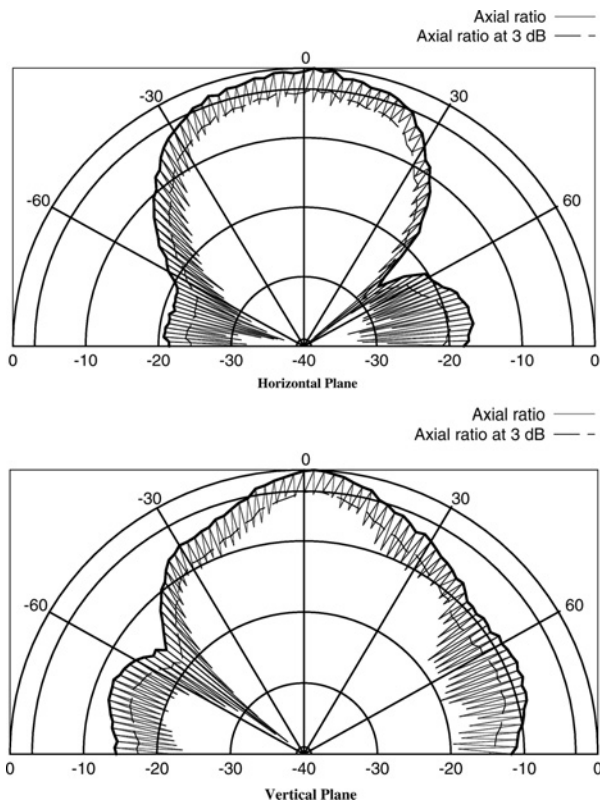 Axial ratio
Axial ratio at 3 dB
0
-30 30
-60 60
0 -10 -20 -30 -40 -30 -20 -10 0
Horizontal Plane
Axial ratio
Axial ratio at 3 dB
0
-30 30
-60 60
0 -10 -20 -30 -40 -30 -20 -10 0
Vertical Plane